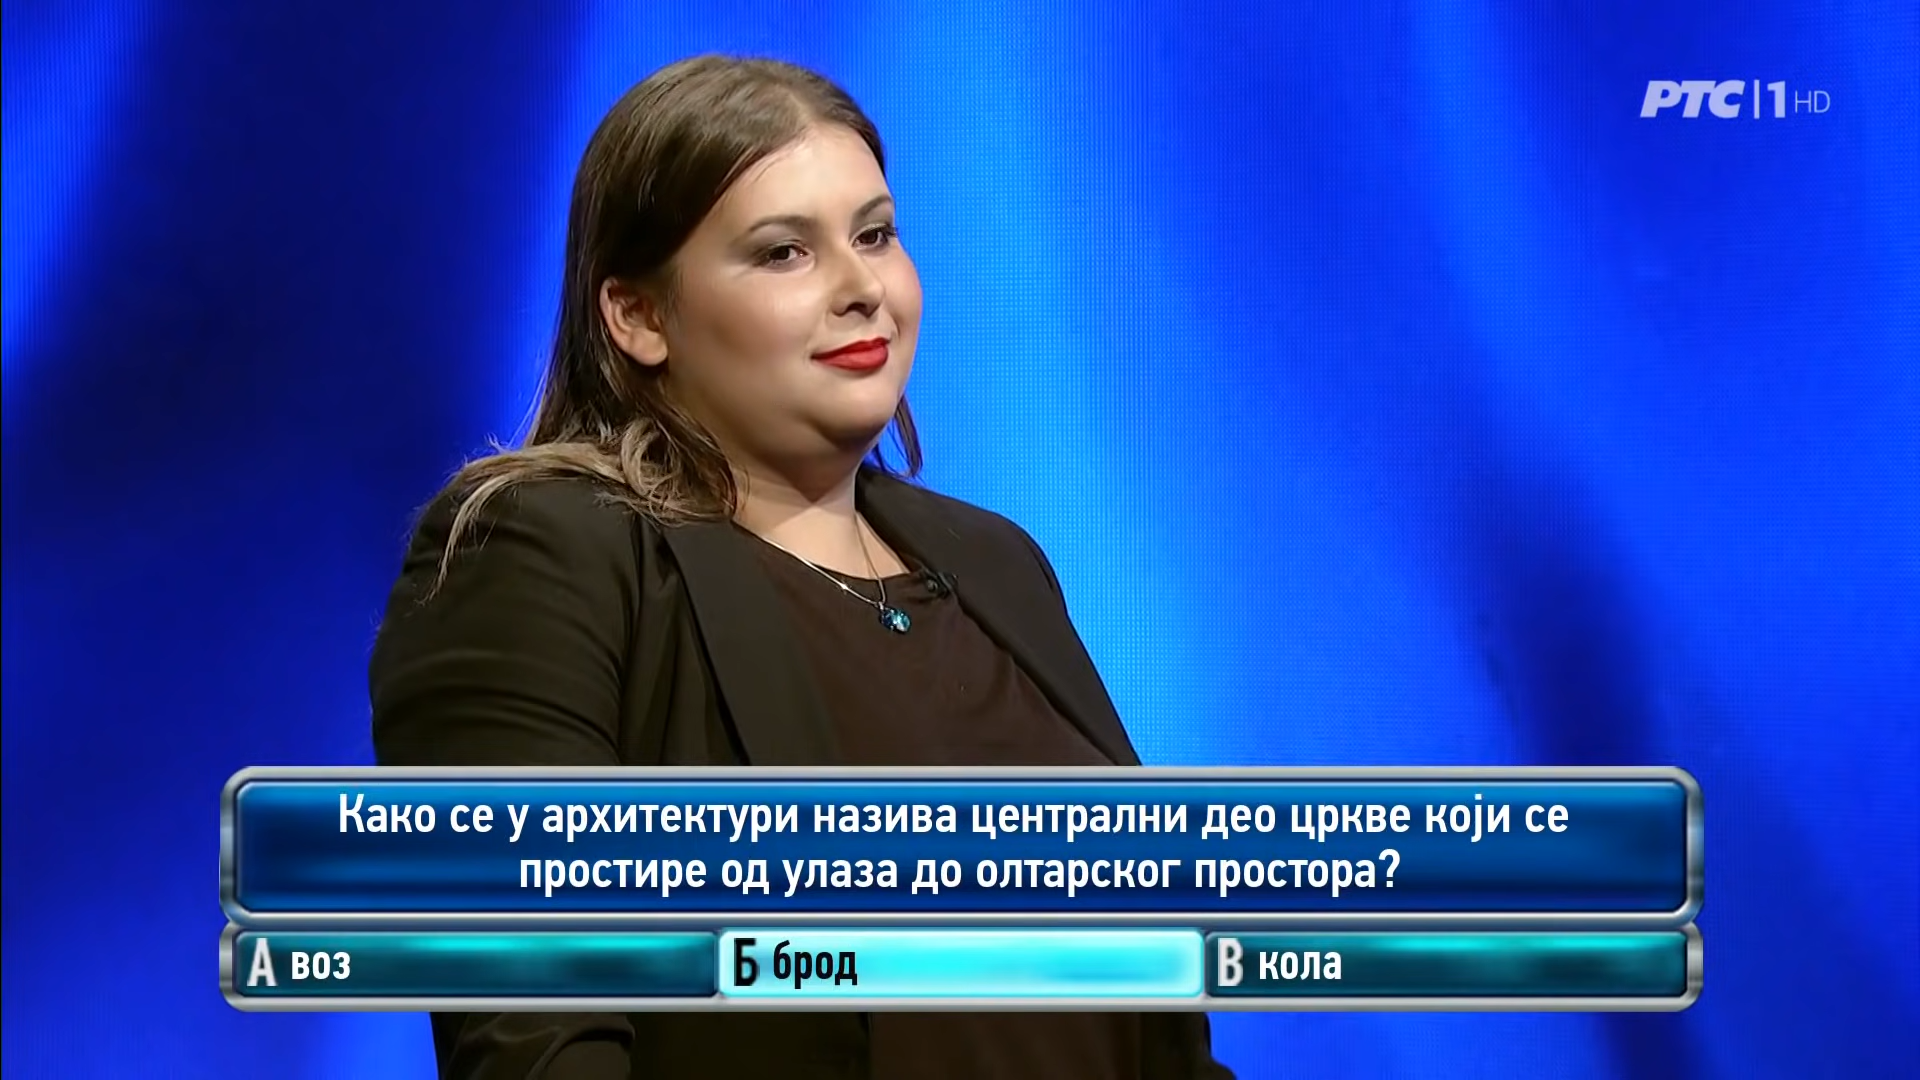 РТС|1 HD
Како се у архитектури назива централни део цркве који се
простире од улаза до олтарског простора?
А воз
Б брод
В кола